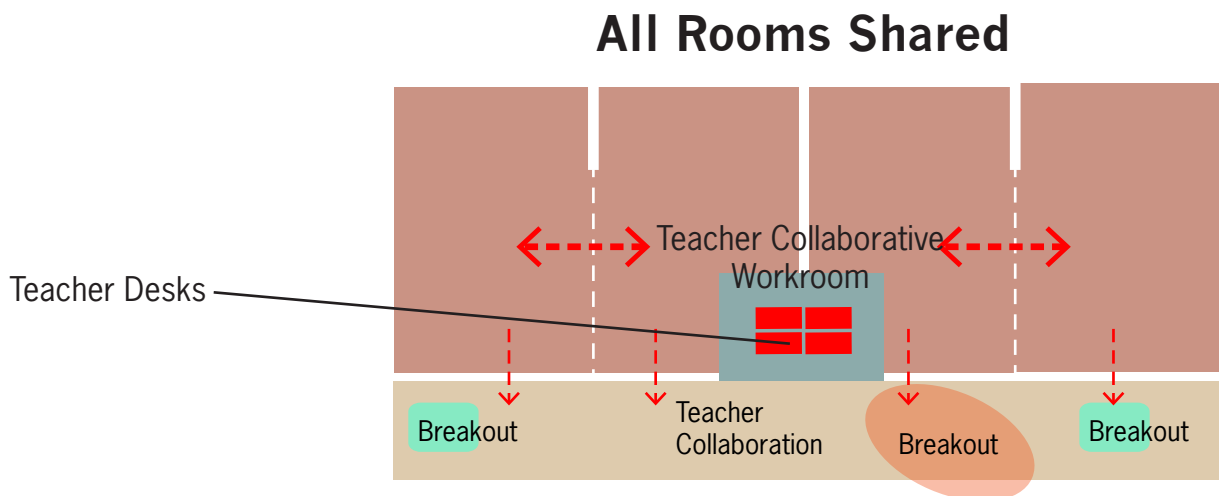 All Rooms Shared
Teacher Collaborative
Workroom
Teacher Desks
Breakout
Teacher
Collaboration
Breakout
Breakout